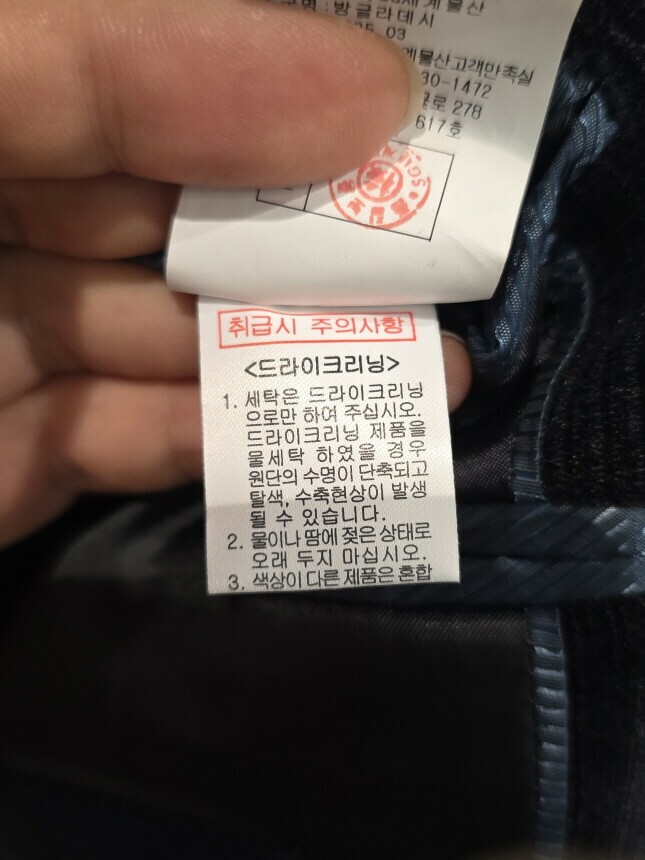 방글라데시
03
물산고객만족실
30-1472
278
617호
취급시 주의사항
<드라이크리닝>
1. 세탁은 드라이크리닝
으로만 하여 주십시오.
드라이크리닝 제품을
물세탁 하였을 경우
원단의 수명이 단축되고
탈색, 수축현상이 발생
될 수 있습니다.
2. 물이나 땀에 젖은 상태로
오래 두지 마십시오.
3. 색상이 다른 제품은 혼합